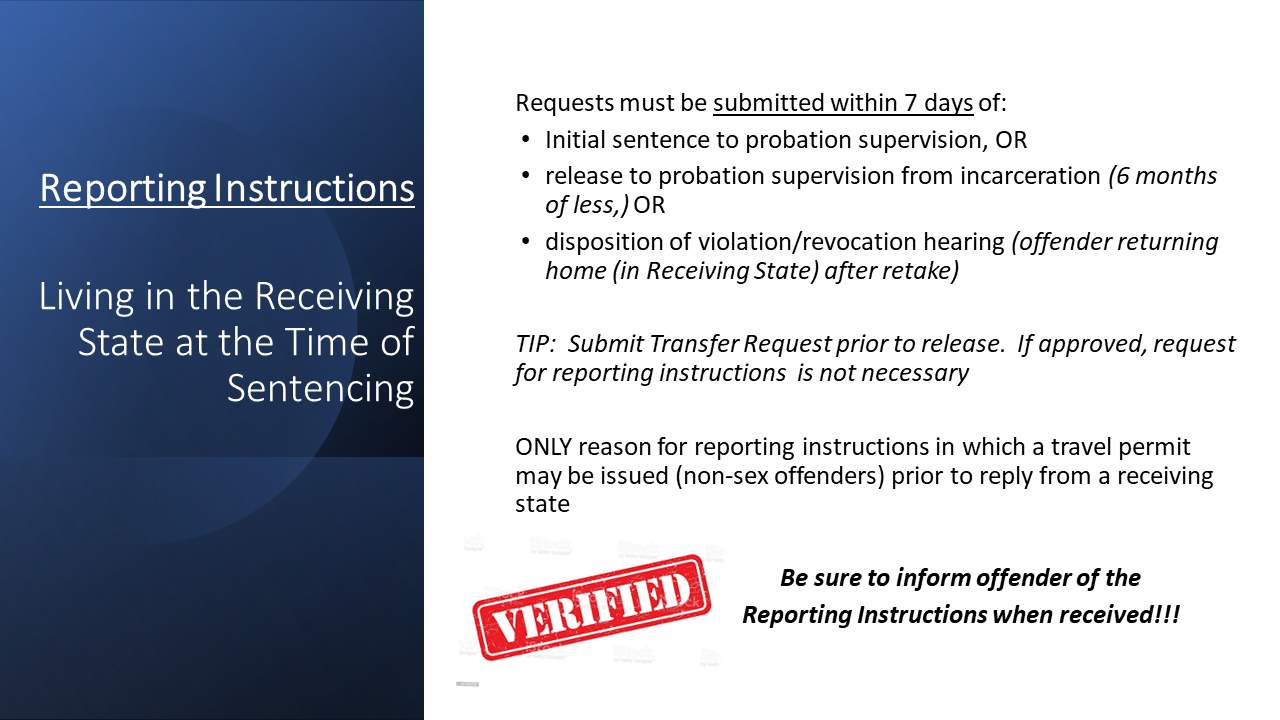 Reporting Instructions
Living in the Receiving
State at the Time of
Sentencing
Requests must be submitted within 7 days of:
• Initial sentence to probation supervision, OR
• release to probation supervision from incarceration (6 months
of less,) OR
• disposition of violation/revocation hearing (offender returning
home (in Receiving State) after retake)
TIP:  Submit Transfer Request prior to release.  If approved, request
for reporting instructions  is not necessary
ONLY reason for reporting instructions in which a travel permit
may be issued (non-sex offenders) prior to reply from a receiving
state
VERIFIED
Be sure to inform offender of the
Reporting Instructions when received!!!